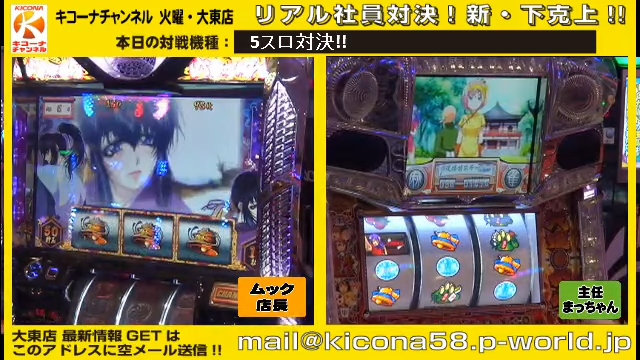 KICONA
キコーナ
チャンネル
キコーナチャンネル 火曜・大東店
リアル社員対決！新・下克上!!
本日の対戦機種：
5スロ対決!!
50
ムック
店長
主任
まっちゃん
大東店 最新情報 GET は
このアドレスに空メール送信!!
mail@kicona58.p-world.jp